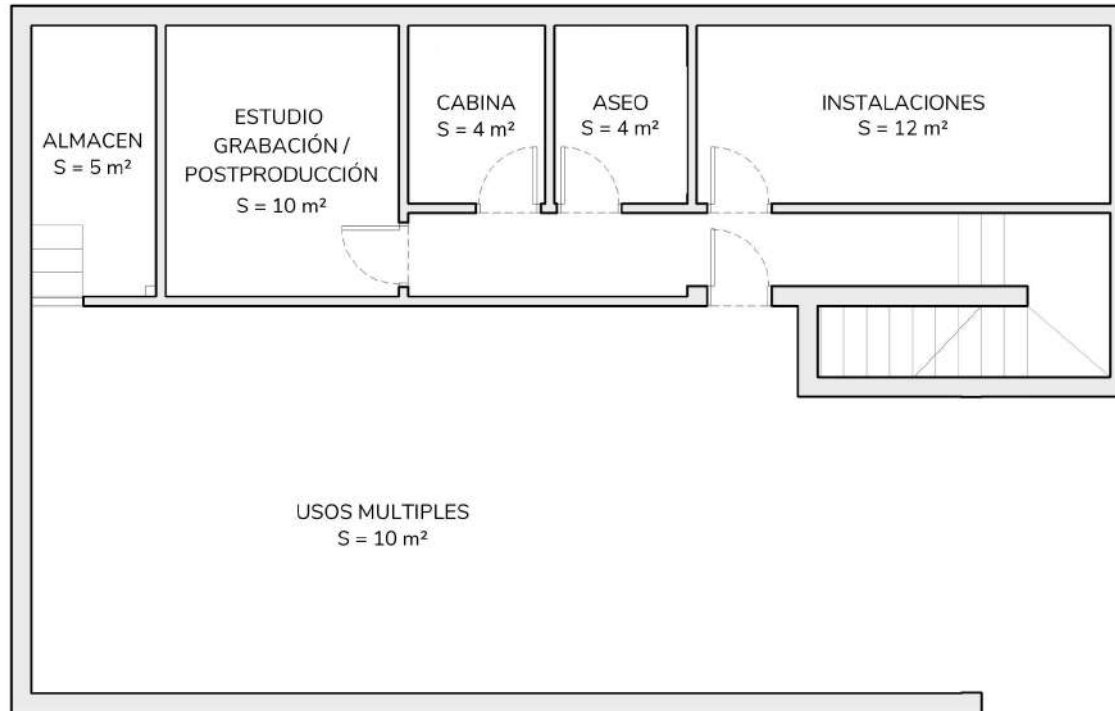 ALMACEN
S = 5 m²
ESTUDIO
GRABACIÓN /
POSTPRODUCCIÓN
S = 10 m²
CABINA
S = 4 m²
ASEO
S = 4 m²
INSTALACIONES
S = 12 m²
USOS MULTIPLES
S = 10 m²